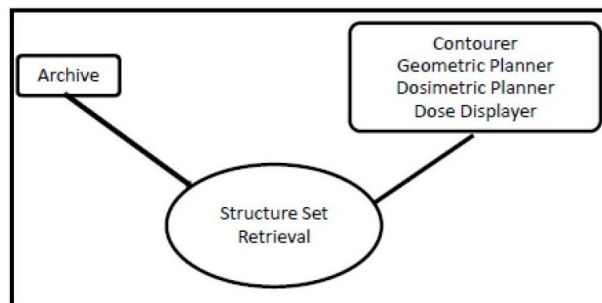 Archive
Contourer
Geometric Planner
Dosimetric Planner
Dose Displayer
Structure Set
Retrieval